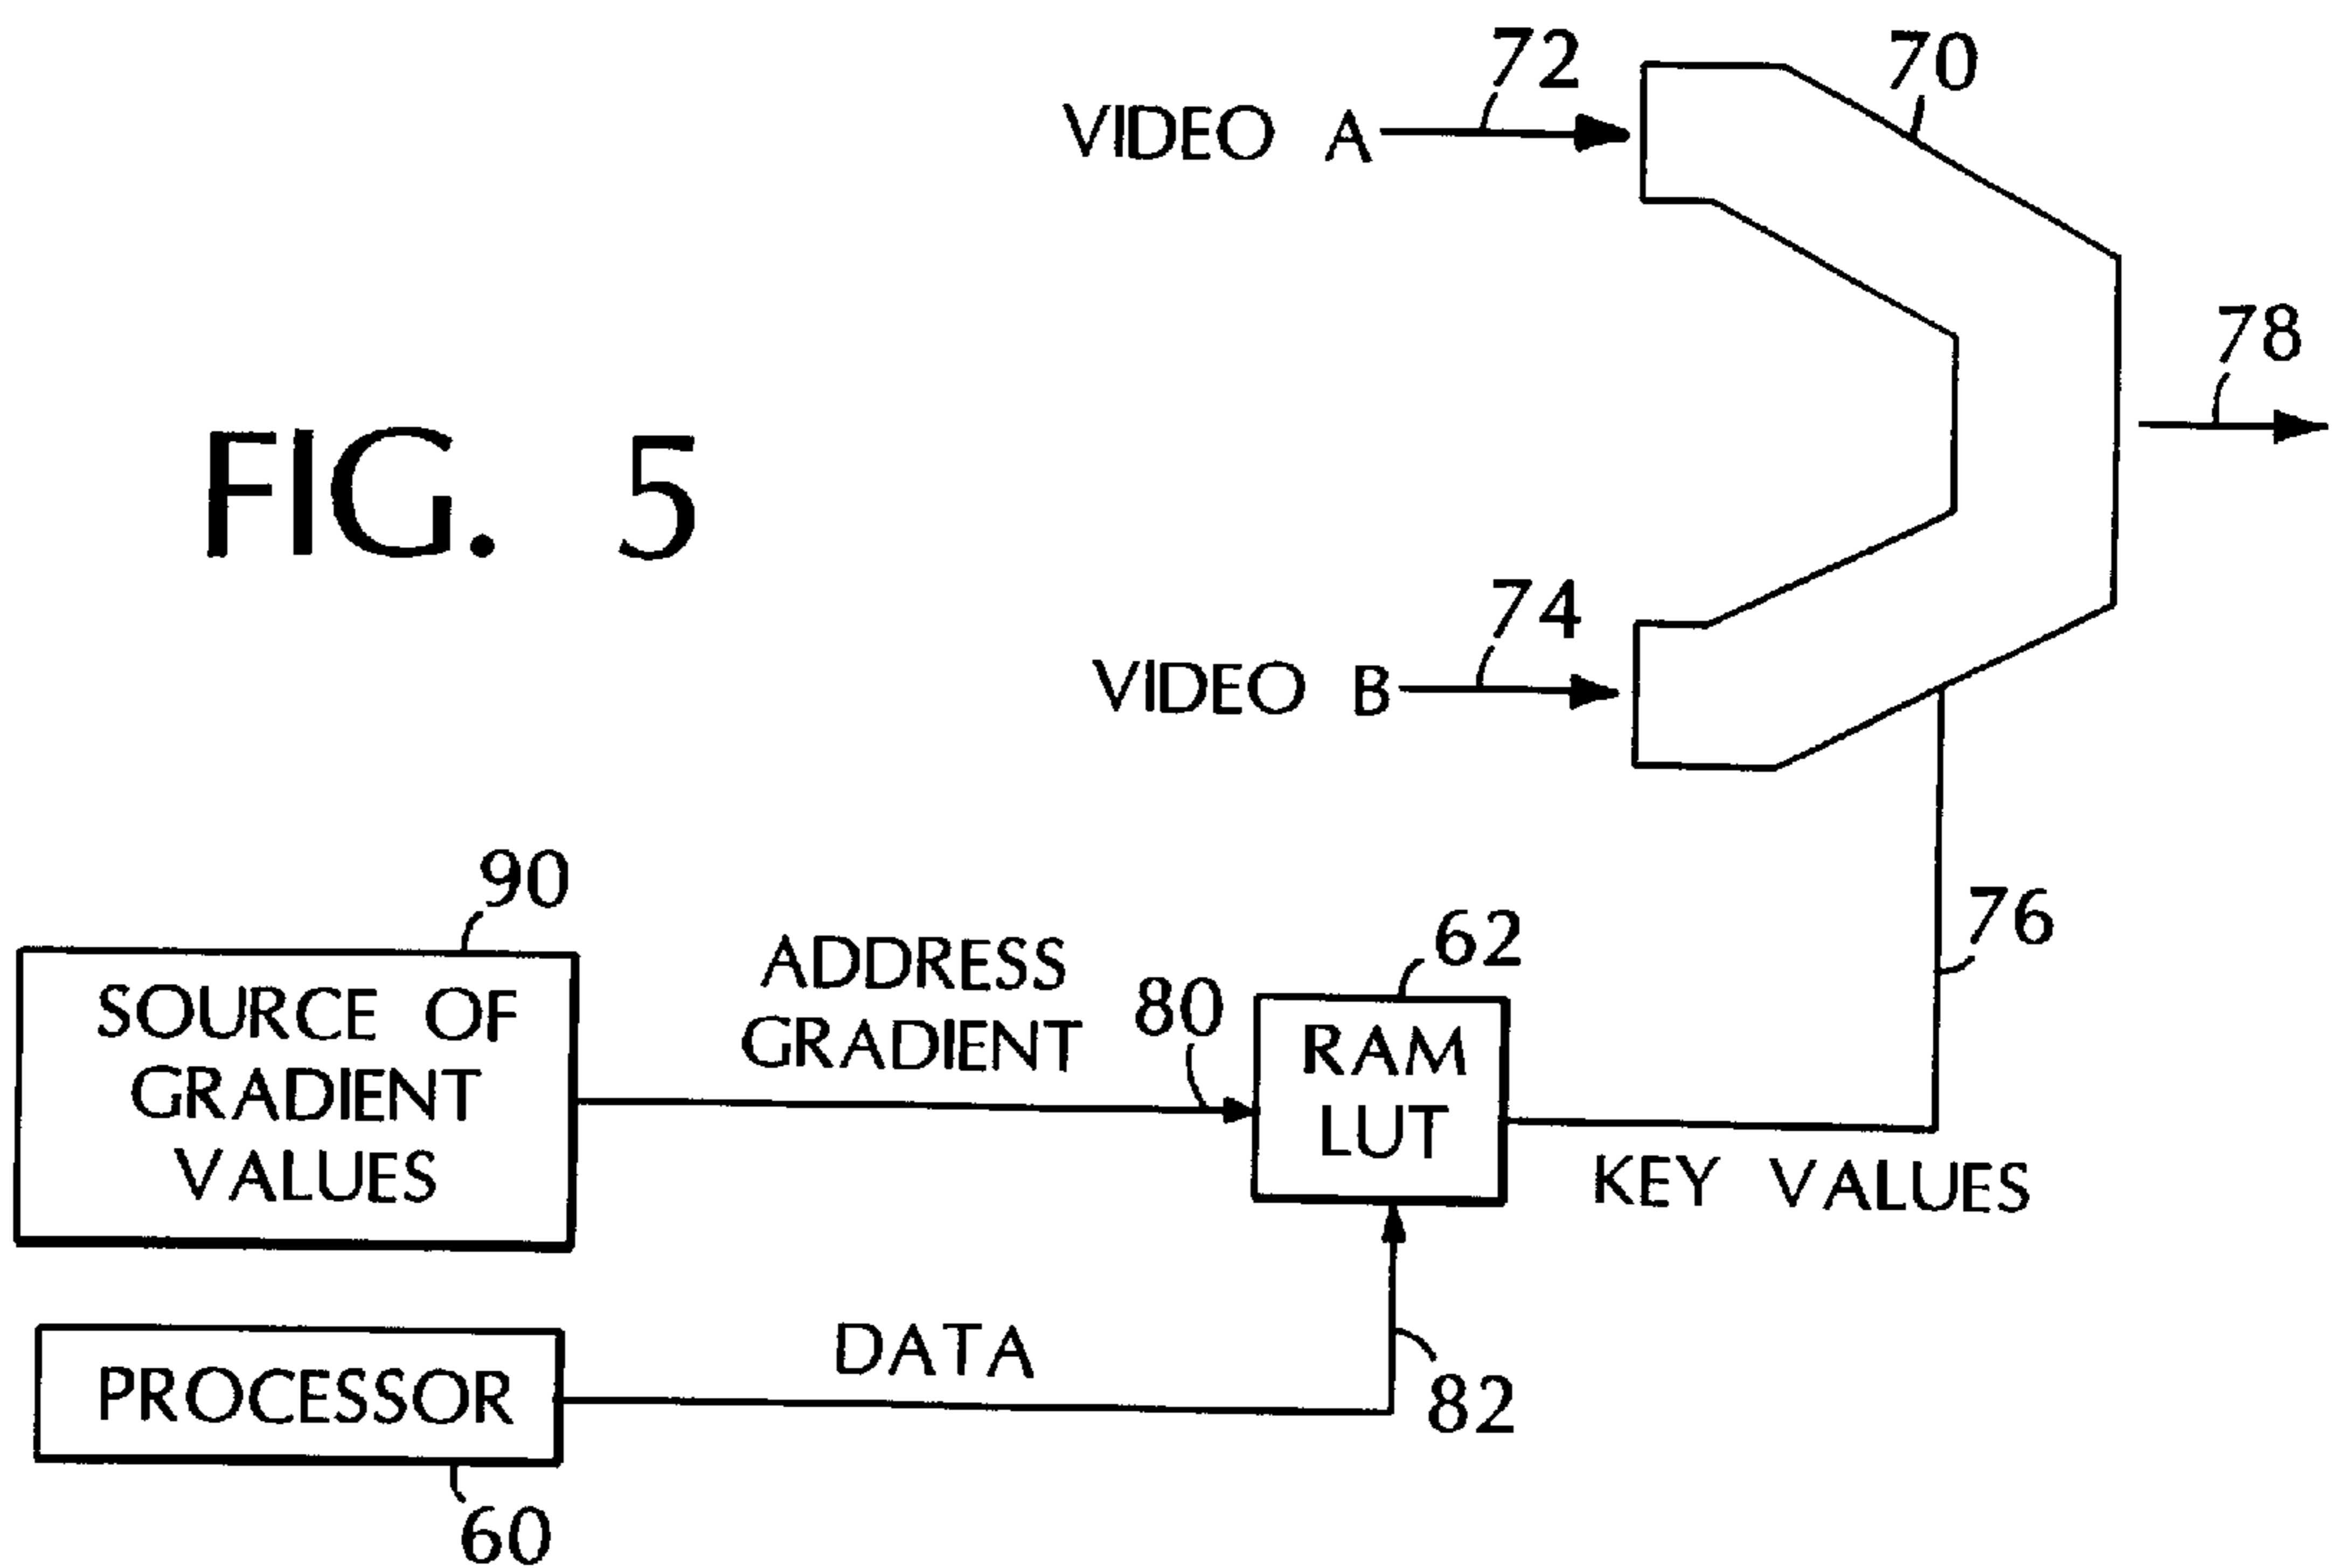 72
70
VIDEO A
78
FIG. 5
74
VIDEO B
90
62
76
ADDRESS
GRADIENT
80
SOURCE OF
GRADIENT
VALUES
RAM
LUT
KEY VALUES
DATA
PROCESSOR
82
60